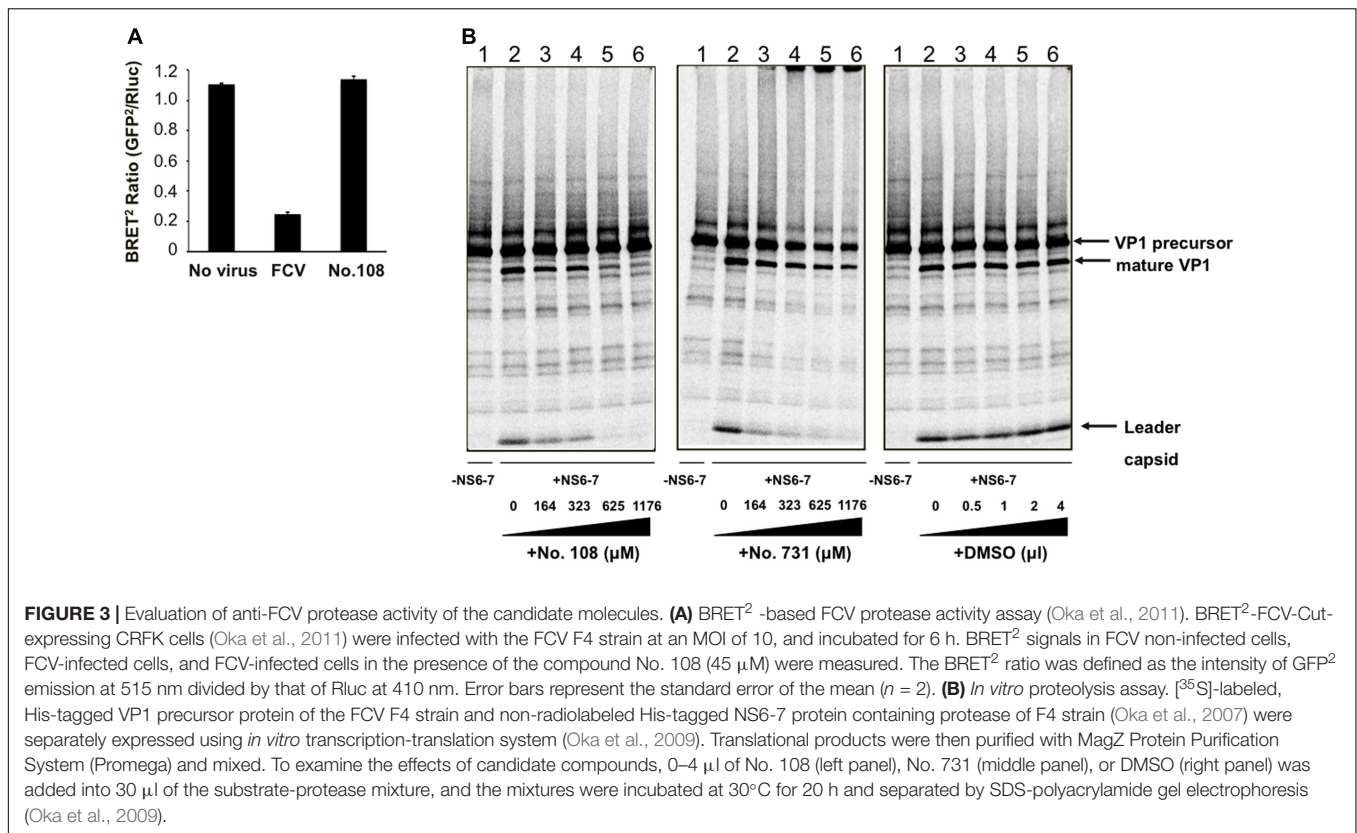 A
BRET² Ratio (GFP²/Rluc)
1.2
1.0
0.8
0.6
0.4
0.2
0
No virus FCV No.108
B
1 2 3 4 5 6
1 2 3 4 5 6
1 2 3 4 5 6
VP1 precursor
mature VP1
Leader
capsid
-NS6-7 +NS6-7
0 164 323 625 1176
+No. 108 (µM)
-NS6-7 +NS6-7
0 164 323 625 1176
+No. 731 (µM)
-NS6-7 +NS6-7
0 0.5 1 2 4
+DMSO (µl)
FIGURE 3 | Evaluation of anti-FCV protease activity of the candidate molecules. (A) BRET² -based FCV protease activity assay (Oka et al., 2011). BRET²-FCV-Cut-
expressing CRFK cells (Oka et al., 2011) were infected with the FCV F4 strain at an MOI of 10, and incubated for 6 h. BRET² signals in FCV non-infected cells,
FCV-infected cells, and FCV-infected cells in the presence of the compound No. 108 (45 µM) were measured. The BRET² ratio was defined as the intensity of GFP²
emission at 515 nm divided by that of Rluc at 410 nm. Error bars represent the standard error of the mean (n = 2). (B) In vitro proteolysis assay. [³⁵S]-labeled,
His-tagged VP1 precursor protein of the FCV F4 strain and non-radiolabeled His-tagged NS6-7 protein containing protease of F4 strain (Oka et al., 2007) were
separately expressed using in vitro transcription-translation system (Oka et al., 2009). Translational products were then purified with MagZ Protein Purification
System (Promega) and mixed. To examine the effects of candidate compounds, 0–4 µl of No. 108 (left panel), No. 731 (middle panel), or DMSO (right panel) was
added into 30 µl of the substrate-protease mixture, and the mixtures were incubated at 30°C for 20 h and separated by SDS-polyacrylamide gel electrophoresis
(Oka et al., 2009).